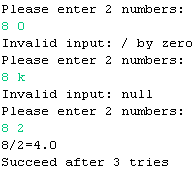 Please enter 2 numbers:
8 0
Invalid input: / by zero
Please enter 2 numbers:
8 k
Invalid input: null
Please enter 2 numbers:
8 2
8/2=4.0
Succeed after 3 tries